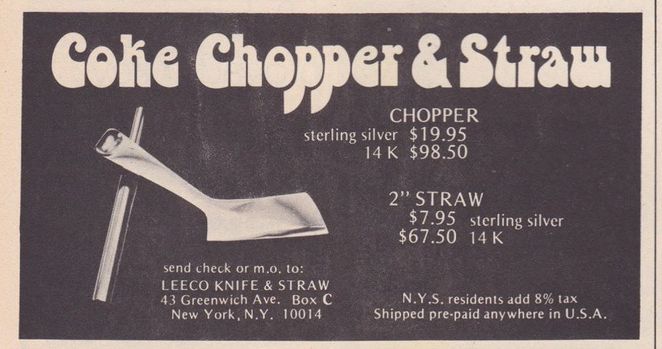 Coke Chopper & Straw
CHOPPER
sterling silver $19.95
14 K $98.50
2" STRAW
$7.95 sterling silver
$67.50 14 K
send check or m.o. to:
LEECO KNIFE & STRAW
43 Greenwich Ave. Box C
New York, N.Y. 10014
N.Y.S. residents add 8% tax
Shipped pre-paid anywhere in U.S.A.